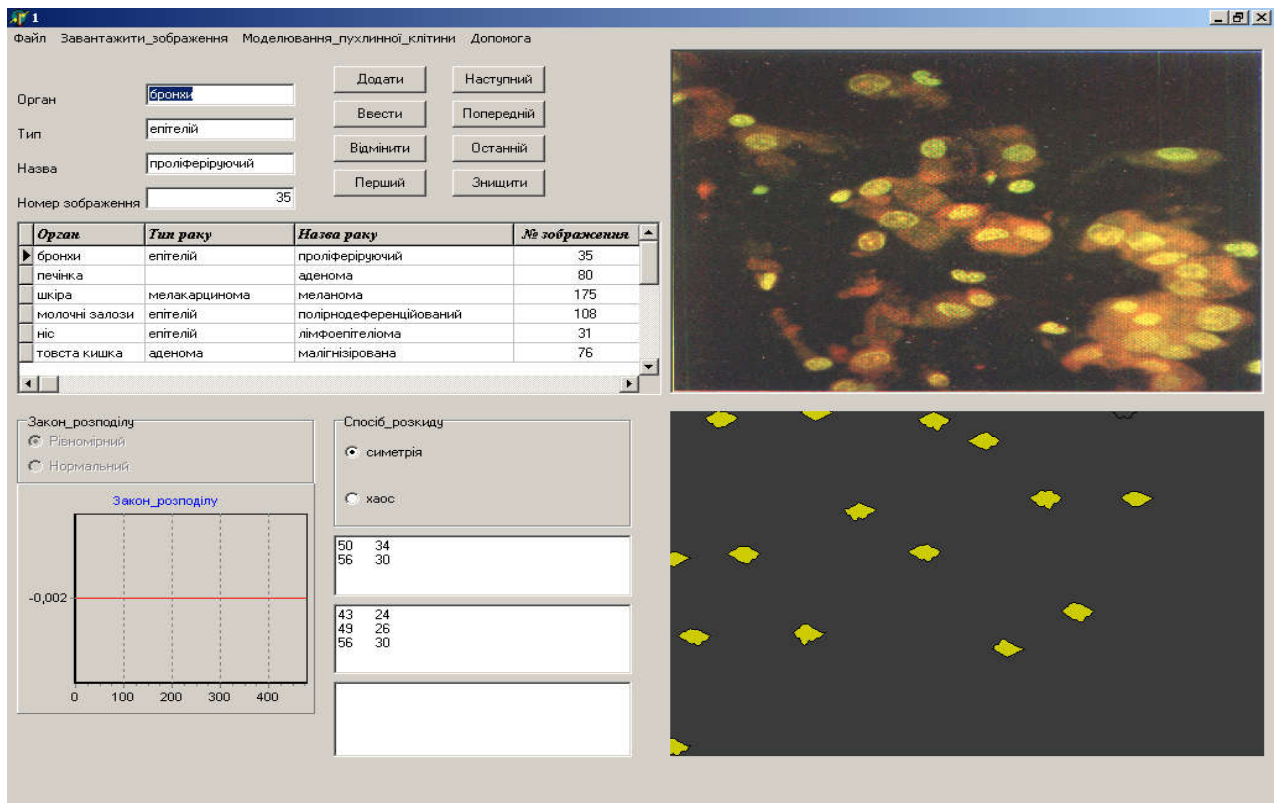 1
Файл Завантажити_зображення Моделювання_пухлинної_клітини Допомога
Орган бронхи
Тип епітелій
Назва проліферіруючий
Номер зображення 35
Додати Наступний
Ввести Попередній
Відмінити Останній
Перший Знищити
Орган Тип раку Назва раку № зображення
бронхи епітелій проліферіруючий 35
печінка аденома 80
шкіра мелакарцинома меланома 175
молочні залози епітелій полірнодеференційований 108
ніс епітелій лімфоепітеліома 31
товста кишка аденома малігнізірована 76
Закон_розподілу
Рівномірний
Нормальний
Закон_розподілу
-0,002
0 100 200 300 400
Спосіб_розкиду
симетрія
хаос
50 34
56 30
43 24
49 26
56 30